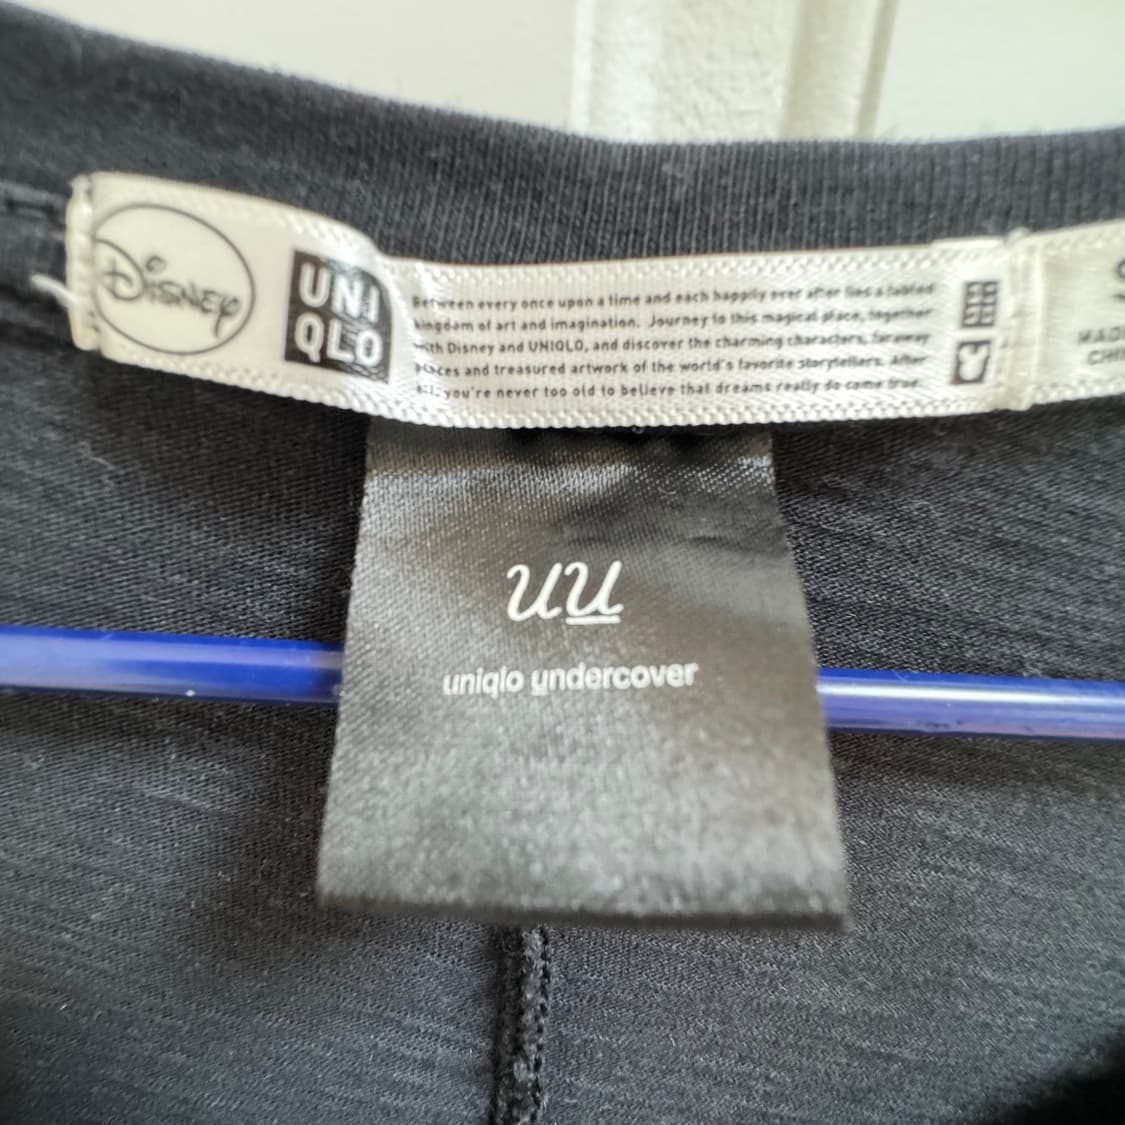 Disney
UNI
QLO
Between every once upon a time and each happily ever after lies a fabled
kingdom of art and imagination. Journey to this magical place, together
with Disney and UNIQLO, and discover the charming characters, faraway
places and treasured artwork of the world's favorite storytellers. After
all, you're never too old to believe that dreams really do come true.
S
MADE
CHI
uu
uniqlo undercover